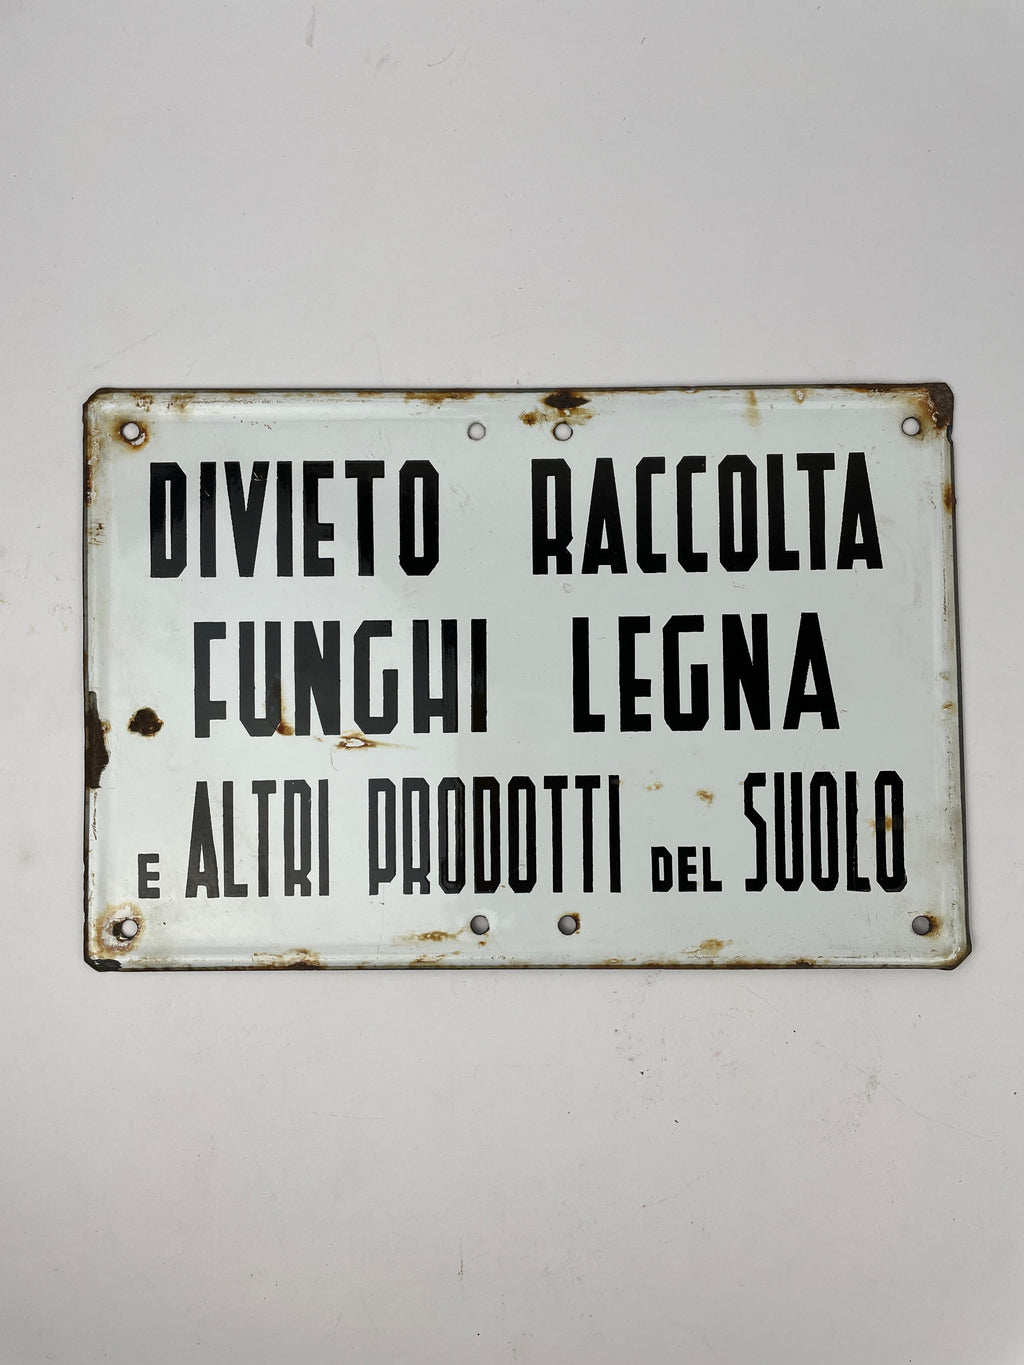 DIVIETO RACCOLTA
FUNGHI LEGNA
E ALTRI PRODOTTI DEL SUOLO